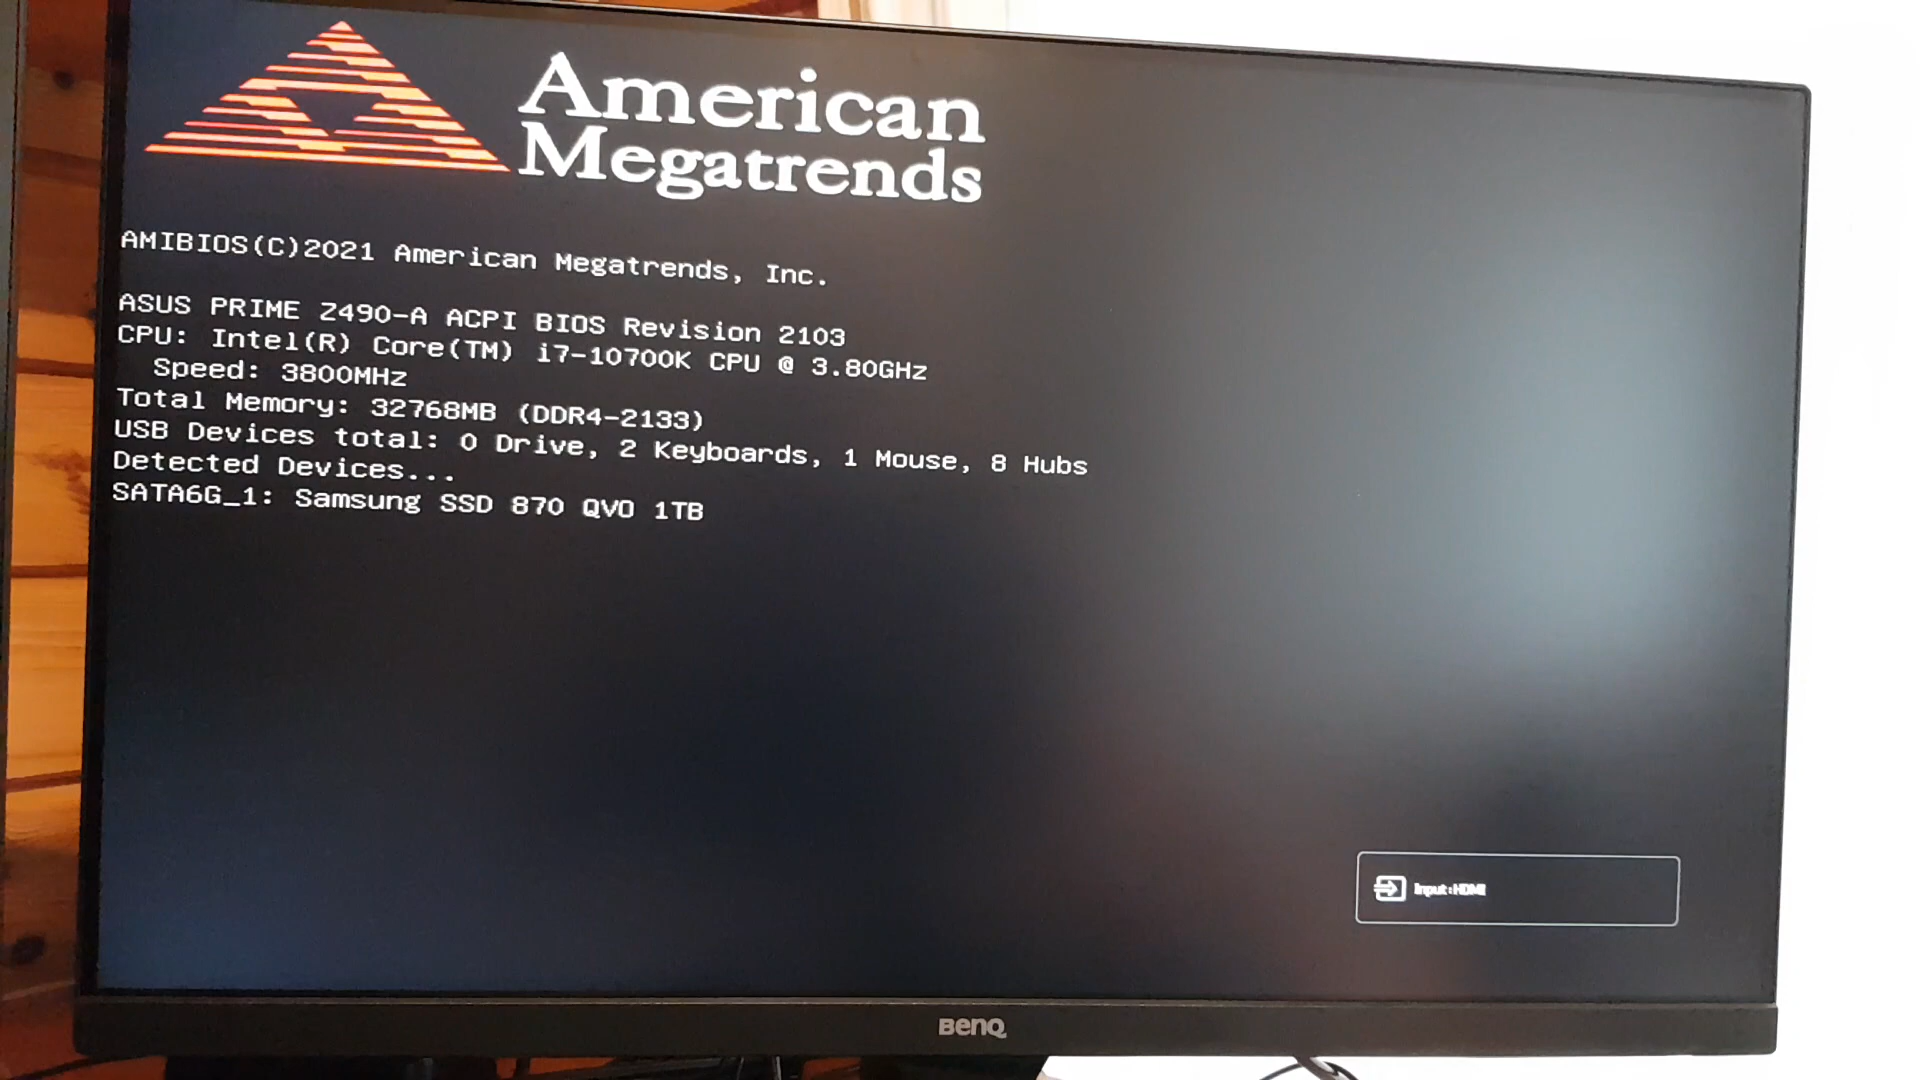 American
Megatrends
AMIBIOS(C)2021 American Megatrends, Inc.
ASUS PRIME Z490-A ACPI BIOS Revision 2103
CPU: Intel(R) Core(TM) i7-10700K CPU @ 3.80GHz
Speed: 3800MHz
Total Memory: 32768MB (DDR4-2133)
USB Devices total: 0 Drive, 2 Keyboards, 1 Mouse, 8 Hubs
Detected Devices...
SATA6G_1: Samsung SSD 870 QVO 1TB
Input:HDMI
BenQ